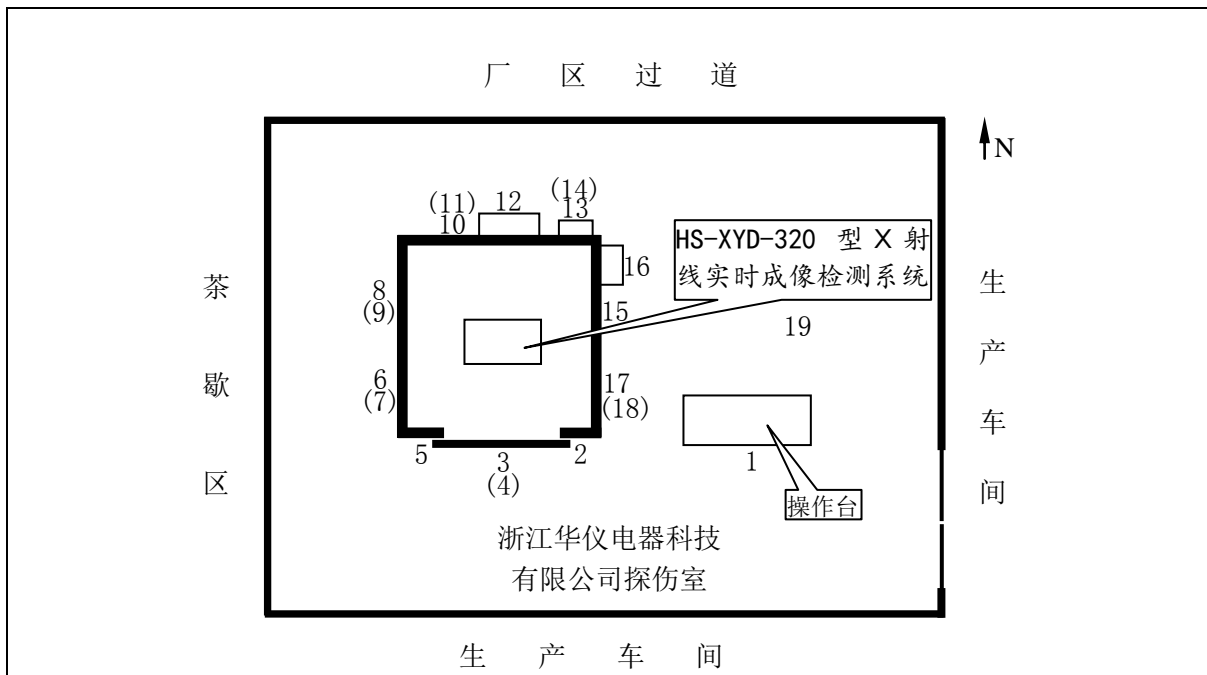 厂区过道
N
(11) 12 (14)
10 13
HS-XYD-320 型 X 射
线实时成像检测系统
16
8
(9)
15
19
6
(7)
17
(18)
5 3 2
(4)
1
操作台
茶歇区
生产车间
浙江华仪电器科技
有限公司探伤室
生产车间